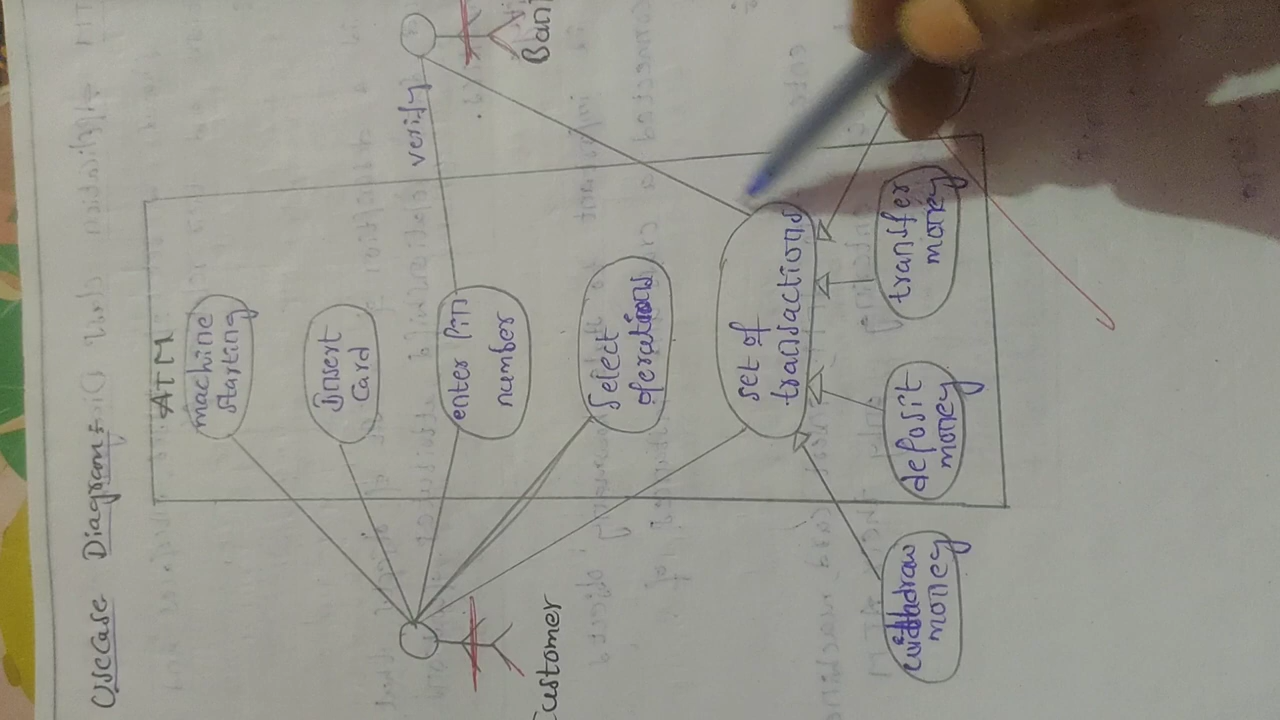 Usecase Diagram:
ATM
machine
starting
Insert
Card
enter Pin
number
verify
Select
operations
set of
transactions
Customer
Ban
withdraw
money
deposit
money
transfer
money